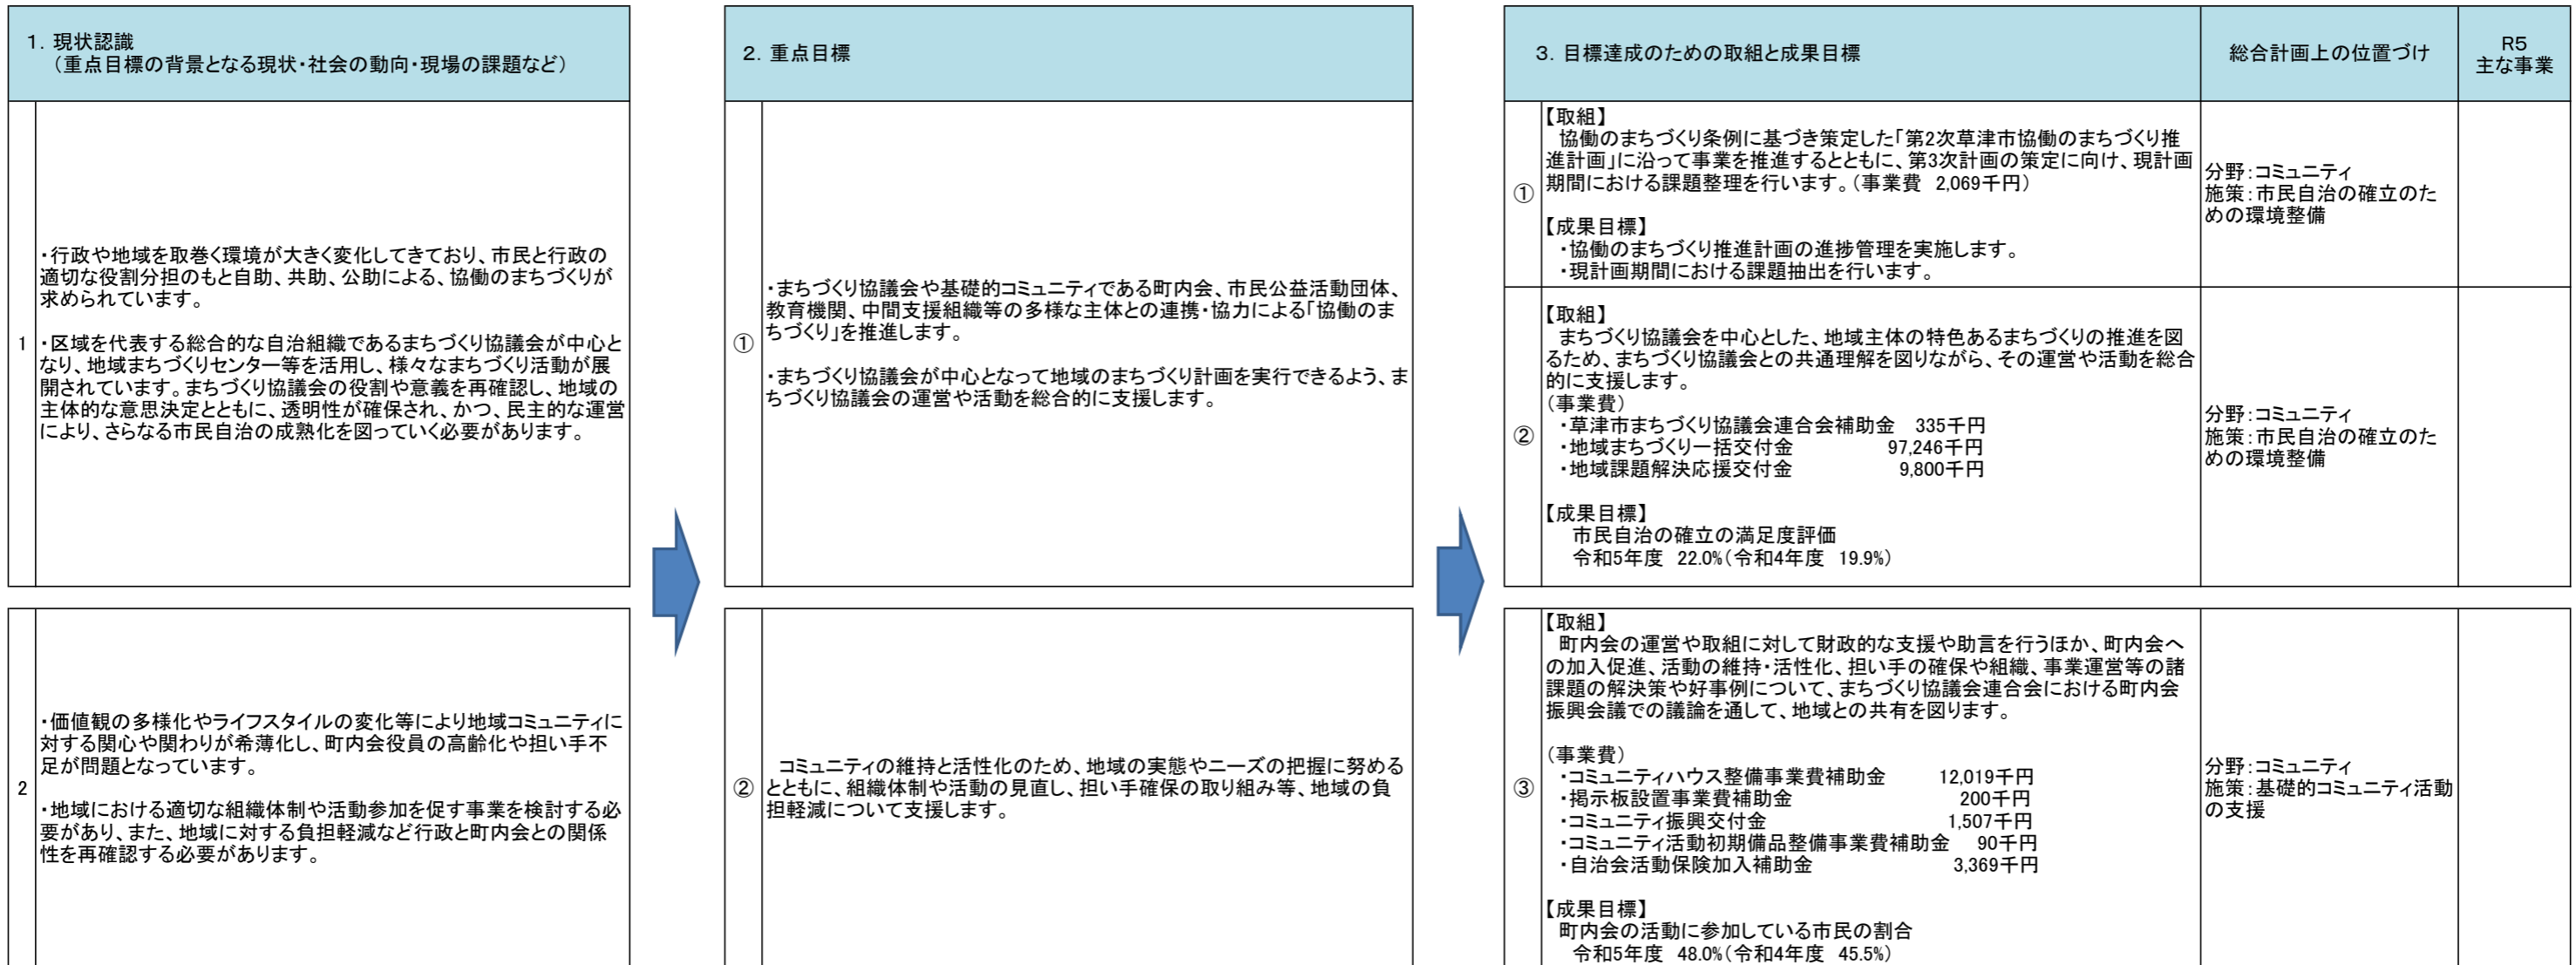 1．現状認識
（重点目標の背景となる現状・社会の動向・現場の課題など）
2．重点目標
3．目標達成のための取組と成果目標
総合計画上の位置づけ
R5
主な事業
1
・行政や地域を取巻く環境が大きく変化してきており、市民と行政の
適切な役割分担のもと自助、共助、公助による、協働のまちづくりが
求められています。
・区域を代表する総合的な自治組織であるまちづくり協議会が中心と
なり、地域まちづくりセンター等を活用し、様々なまちづくり活動が展
開されています。まちづくり協議会の役割や意義を再確認し、地域の
主体的な意思決定とともに、透明性が確保され、かつ、民主的な運営
により、さらなる市民自治の成熟化を図っていく必要があります。
①
・まちづくり協議会や基礎的コミュニティである町内会、市民公益活動団体、
教育機関、中間支援組織等の多様な主体との連携・協力による「協働のま
ちづくり」を推進します。
・まちづくり協議会が中心となって地域のまちづくり計画を実行できるよう、ま
ちづくり協議会の運営や活動を総合的に支援します。
①
【取組】
協働のまちづくり条例に基づき策定した「第2次草津市協働のまちづくり推
進計画」に沿って事業を推進するとともに、第3次計画の策定に向け、現計画
期間における課題整理を行います。（事業費　2,069千円）
【成果目標】
・協働のまちづくり推進計画の進捗管理を実施します。
・現計画期間における課題抽出を行います。
分野：コミュニティ
施策：市民自治の確立のた
めの環境整備
②
【取組】
まちづくり協議会を中心とした、地域主体の特色あるまちづくりの推進を図
るため、まちづくり協議会との共通理解を図りながら、その運営や活動を総合
的に支援します。
（事業費）
・草津市まちづくり協議会連合会補助金　335千円
・地域まちづくり一括交付金　97,246千円
・地域課題解決応援交付金　9,800千円
【成果目標】
市民自治の確立の満足度評価
令和5年度　22.0%（令和4年度　19.9%）
分野：コミュニティ
施策：市民自治の確立のた
めの環境整備
2
・価値観の多様化やライフスタイルの変化等により地域コミュニティに
対する関心や関わりが希薄化し、町内会役員の高齢化や担い手不
足が問題となっています。
・地域における適切な組織体制や活動参加を促す事業を検討する必
要があり、また、地域に対する負担軽減など行政と町内会との関係
性を再確認する必要があります。
②
コミュニティの維持と活性化のため、地域の実態やニーズの把握に努める
とともに、組織体制や活動の見直し、担い手確保の取り組み等、地域の負
担軽減について支援します。
③
【取組】
町内会の運営や取組に対して財政的な支援や助言を行うほか、町内会へ
の加入促進、活動の維持・活性化、担い手の確保や組織、事業運営等の諸
課題の解決策や好事例について、まちづくり協議会連合会における町内会
振興会議での議論を通して、地域との共有を図ります。
（事業費）
・コミュニティハウス整備事業費補助金　12,019千円
・掲示板設置事業費補助金　200千円
・コミュニティ振興交付金　1,507千円
・コミュニティ活動初期備品整備事業費補助金　90千円
・自治会活動保険加入補助金　3,369千円
【成果目標】
町内会の活動に参加している市民の割合
令和5年度　48.0%（令和4年度　45.5%）
分野：コミュニティ
施策：基礎的コミュニティ活動
の支援